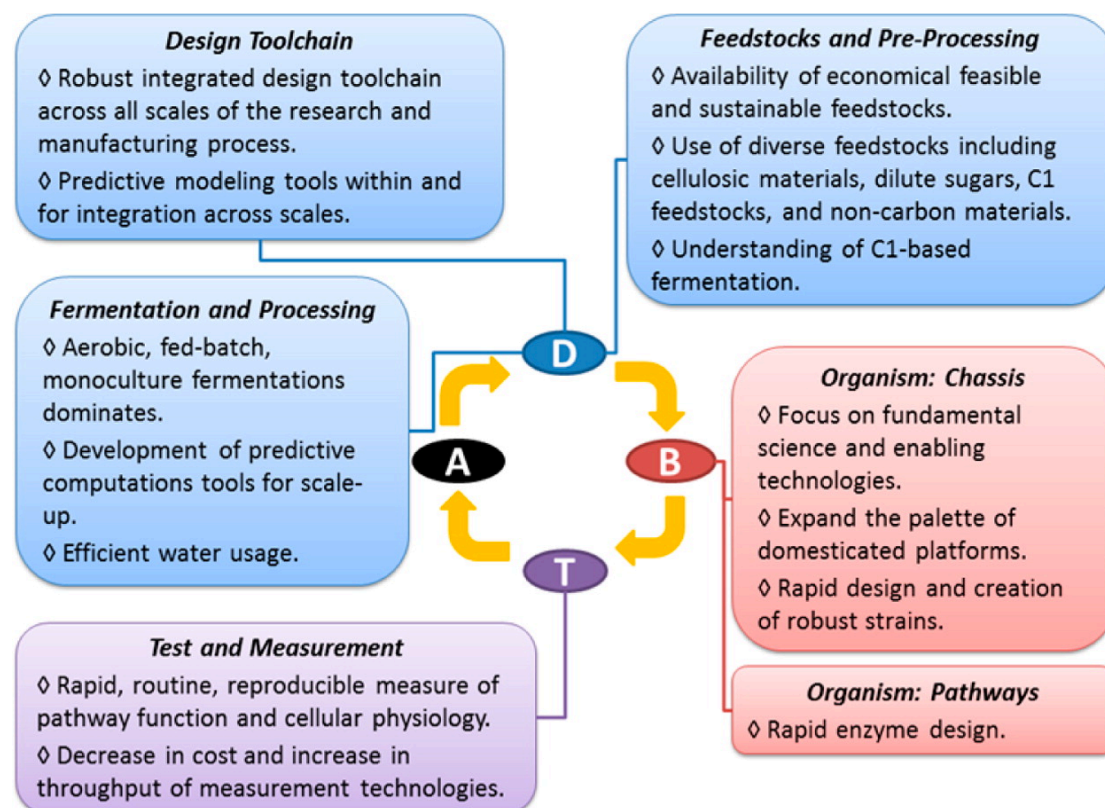 Design Toolchain
◊ Robust integrated design toolchain
across all scales of the research and
manufacturing process.
◊ Predictive modeling tools within and
for integration across scales.
Feedstocks and Pre-Processing
◊ Availability of economical feasible
and sustainable feedstocks.
◊ Use of diverse feedstocks including
cellulosic materials, dilute sugars, C1
feedstocks, and non-carbon materials.
◊ Understanding of C1-based
fermentation.
Fermentation and Processing
◊ Aerobic, fed-batch,
monoculture fermentations
dominates.
◊ Development of predictive
computations tools for scale-
up.
◊ Efficient water usage.
D
A
B
T
Organism: Chassis
◊ Focus on fundamental
science and enabling
technologies.
◊ Expand the palette of
domesticated platforms.
◊ Rapid design and creation
of robust strains.
Test and Measurement
◊ Rapid, routine, reproducible measure of
pathway function and cellular physiology.
◊ Decrease in cost and increase in
throughput of measurement technologies.
Organism: Pathways
◊ Rapid enzyme design.